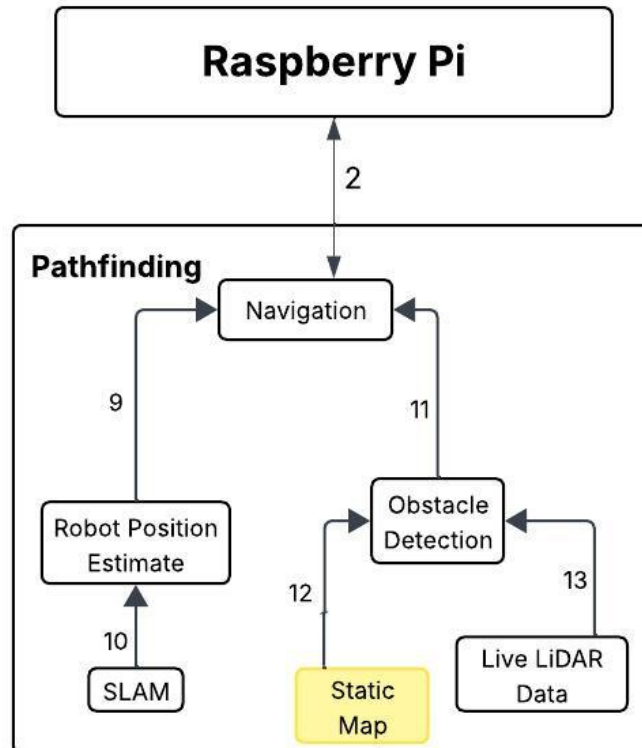 Raspberry Pi
2
Pathfinding
Navigation
9
11
Robot Position
Estimate
Obstacle
Detection
10
12
13
SLAM
Static
Map
Live LiDAR
Data